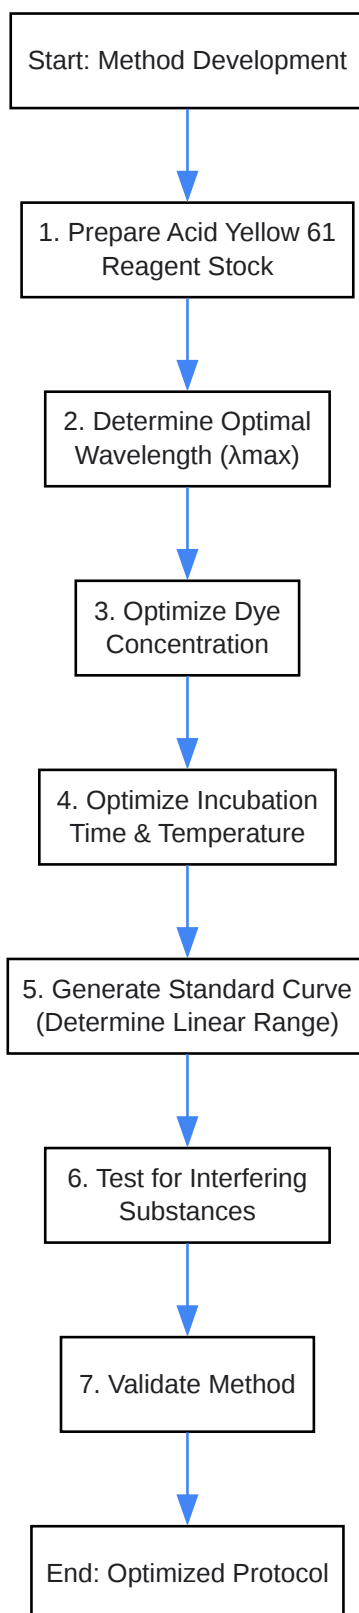 Start: Method Development
1. Prepare Acid Yellow 61
Reagent Stock
2. Determine Optimal
Wavelength (λmax)
3. Optimize Dye
Concentration
4. Optimize Incubation
Time & Temperature
5. Generate Standard Curve
(Determine Linear Range)
6. Test for Interfering
Substances
7. Validate Method
End: Optimized Protocol